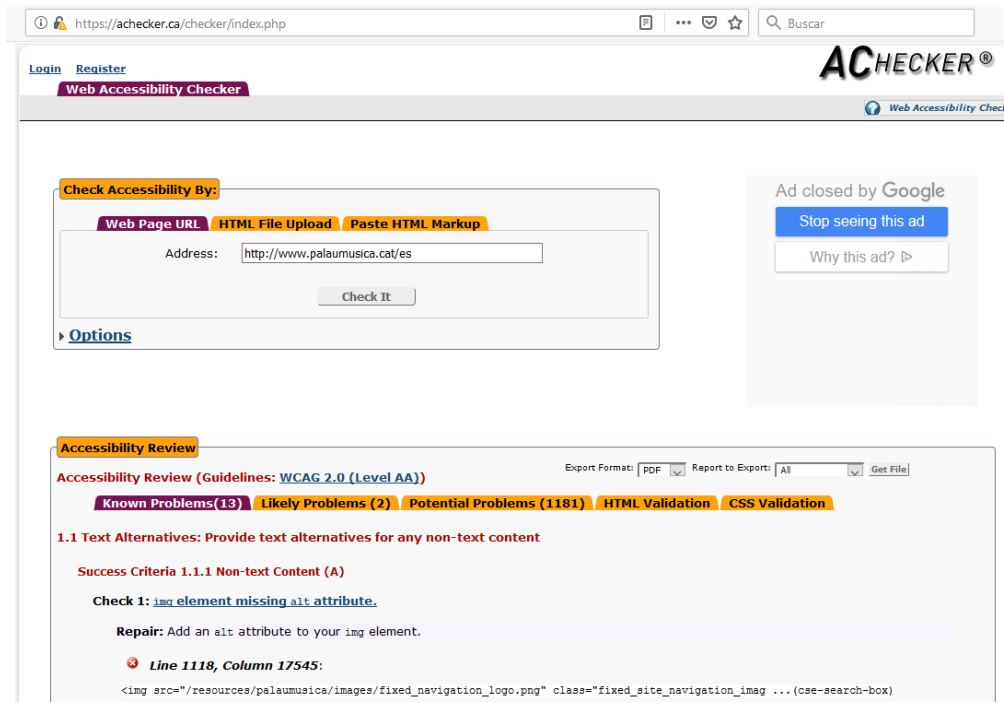 https://achecker.ca/checker/index.php
Buscar
Login Register
ACHECKER ®
Web Accessibility Checker
Web Accessibility Chec
Check Accessibility By:
Web Page URL HTML File Upload Paste HTML Markup
Address: http://www.palaumusica.cat/es
Check It
Options
Ad closed by Google
Stop seeing this ad
Why this ad?
Accessibility Review
Accessibility Review (Guidelines: WCAG 2.0 (Level AA))
Export Format: PDF Report to Export: All Get File
Known Problems(13) Likely Problems (2) Potential Problems (1181) HTML Validation CSS Validation
1.1 Text Alternatives: Provide text alternatives for any non-text content
Success Criteria 1.1.1 Non-text Content (A)
Check 1: img element missing alt attribute.
Repair: Add an alt attribute to your img element.
Line 1118, Column 17545:
<img src="/resources/palaumusica/images/fixed_navigation_logo.png" class="fixed_site_navigation_imag ...(cse-search-box)